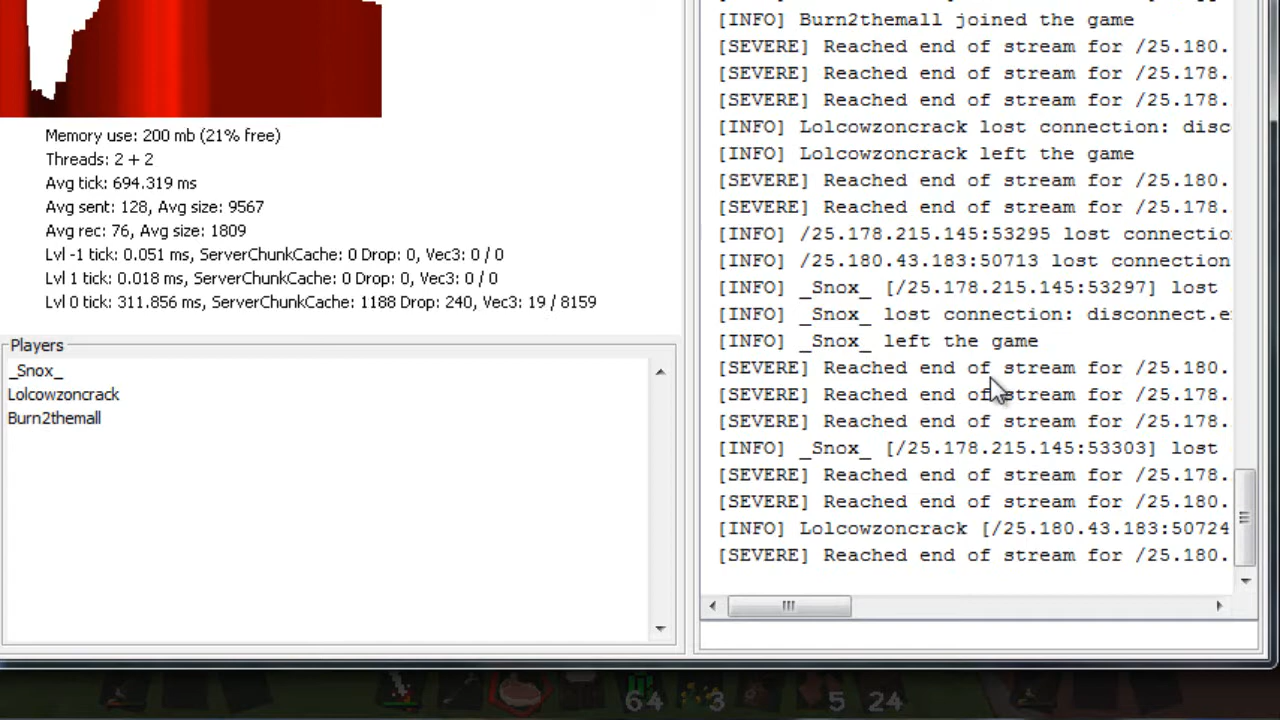 Memory use: 200 mb (21% free)
Threads: 2 + 2
Avg tick: 694.319 ms
Avg sent: 128, Avg size: 9567
Avg rec: 76, Avg size: 1809
Lvl -1 tick: 0.051 ms, ServerChunkCache: 0 Drop: 0, Vec3: 0 / 0
Lvl 1 tick: 0.018 ms, ServerChunkCache: 0 Drop: 0, Vec3: 0 / 0
Lvl 0 tick: 311.856 ms, ServerChunkCache: 1188 Drop: 240, Vec3: 19 / 8159
Players
_Snox_
Lolcowzoncrack
Burn2themall
[INFO] Burn2themall joined the game
[SEVERE] Reached end of stream for /25.180.
[SEVERE] Reached end of stream for /25.178.
[SEVERE] Reached end of stream for /25.180.
[INFO] Lolcowzoncrack lost connection: disc
[INFO] Lolcowzoncrack left the game
[SEVERE] Reached end of stream for /25.180.
[SEVERE] Reached end of stream for /25.178.
[INFO] /25.178.215.145:53295 lost connectio
[INFO] /25.180.43.183:50713 lost connection
[INFO] _Snox_ [/25.178.215.145:53297] lost
[INFO] _Snox_ lost connection: disconnect.e
[INFO] _Snox_ left the game
[SEVERE] Reached end of stream for /25.180.
[SEVERE] Reached end of stream for /25.178.
[SEVERE] Reached end of stream for /25.178.
[INFO] _Snox_ [/25.178.215.145:53303] lost
[SEVERE] Reached end of stream for /25.178.
[SEVERE] Reached end of stream for /25.180.
[INFO] Lolcowzoncrack [/25.180.43.183:50724
[SEVERE] Reached end of stream for /25.180.
64 3 5 24